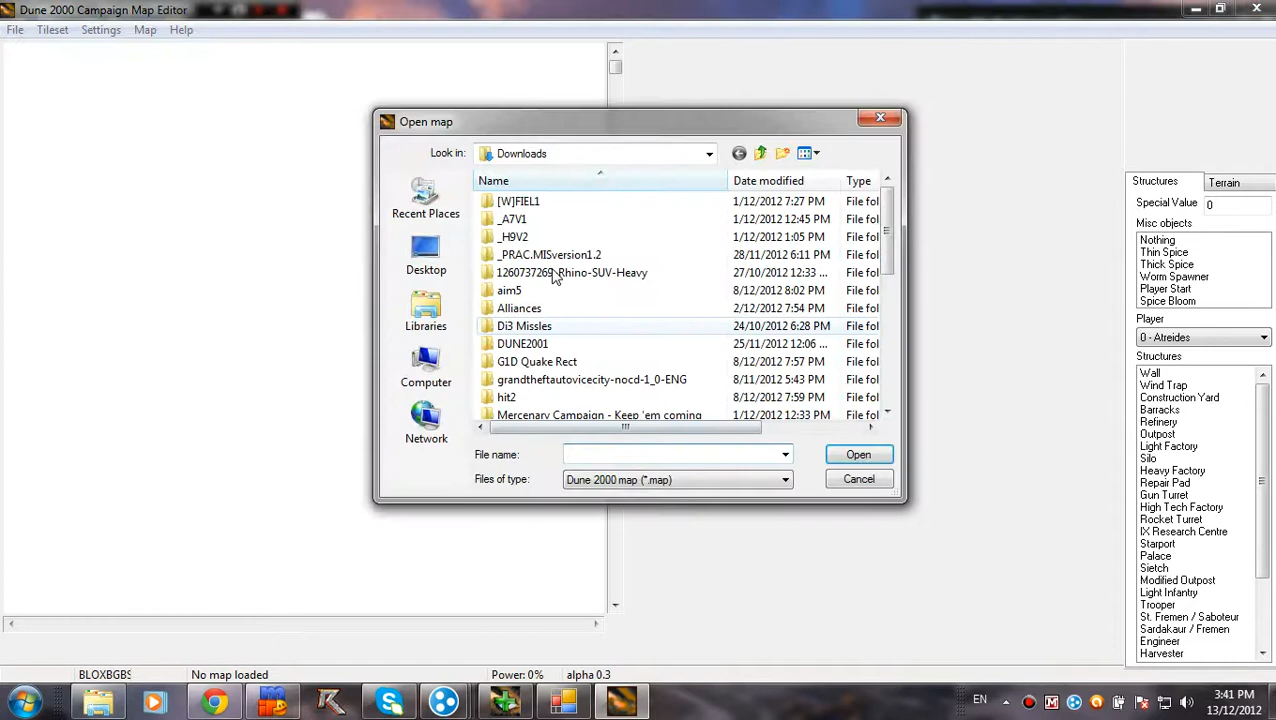 Dune 2000 Campaign Map Editor
File Tileset Settings Map Help
Open map
Look in: Downloads
Name Date modified Type
[W]FIEL1 1/12/2012 7:27 PM File fol
_A7V1 1/12/2012 12:45 PM File fol
_H9V2 1/12/2012 1:05 PM File fol
_PRAC.MISversion1.2 28/11/2012 6:11 PM File fol
1260737269_Rhino-SUV-Heavy 27/10/2012 12:33 ... File fol
aim5 8/12/2012 8:02 PM File fol
Alliances 2/12/2012 7:54 PM File fol
Di3 Missles 24/10/2012 6:28 PM File fol
DUNE2001 25/11/2012 12:06 ... File fol
G1D Quake Rect 8/12/2012 7:57 PM File fol
grandtheftautovicecity-nocd-1_0-ENG 8/11/2012 5:43 PM File fol
hit2 8/12/2012 7:59 PM File fol
Mercenary Campaign - Keep 'em coming 1/12/2012 12:33 PM File fol
Recent Places
Desktop
Libraries
Computer
Network
File name:
Open
Files of type: Dune 2000 map (*.map)
Cancel
Structures Terrain
Special Value 0
Misc objects
Nothing
Thin Spice
Thick Spice
Worm Spawner
Player Start
Spice Bloom
Player
0 - Atreides
Structures
Wall
Wind Trap
Construction Yard
Barracks
Refinery
Outpost
Light Factory
Silo
Heavy Factory
Repair Pad
Gun Turret
High Tech Factory
Rocket Turret
IX Research Centre
Starport
Palace
Sietch
Modified Outpost
Light Infantry
Trooper
St. Fremen / Saboteur
Sardakaur / Fremen
Engineer
Harvester
BLOXBGBS No map loaded Power: 0% alpha 0.3
EN
3:41 PM
13/12/2012